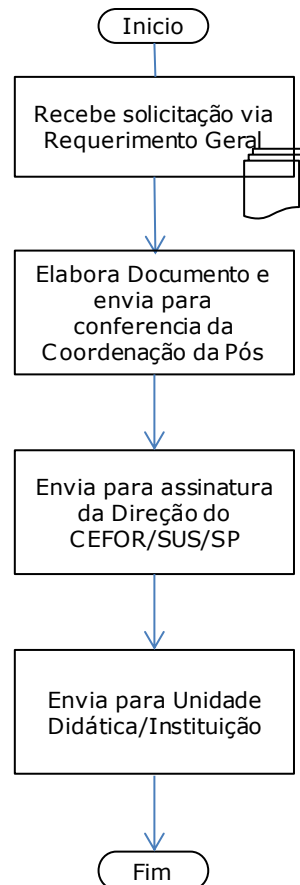 Inicio
Recebe solicitação via
Requerimento Geral
Elabora Documento e
envia para
conferencia da
Coordenação da Pós
Envia para assinatura
da Direção do
CEFOR/SUS/SP
Envia para Unidade
Didática/Instituição
Fim